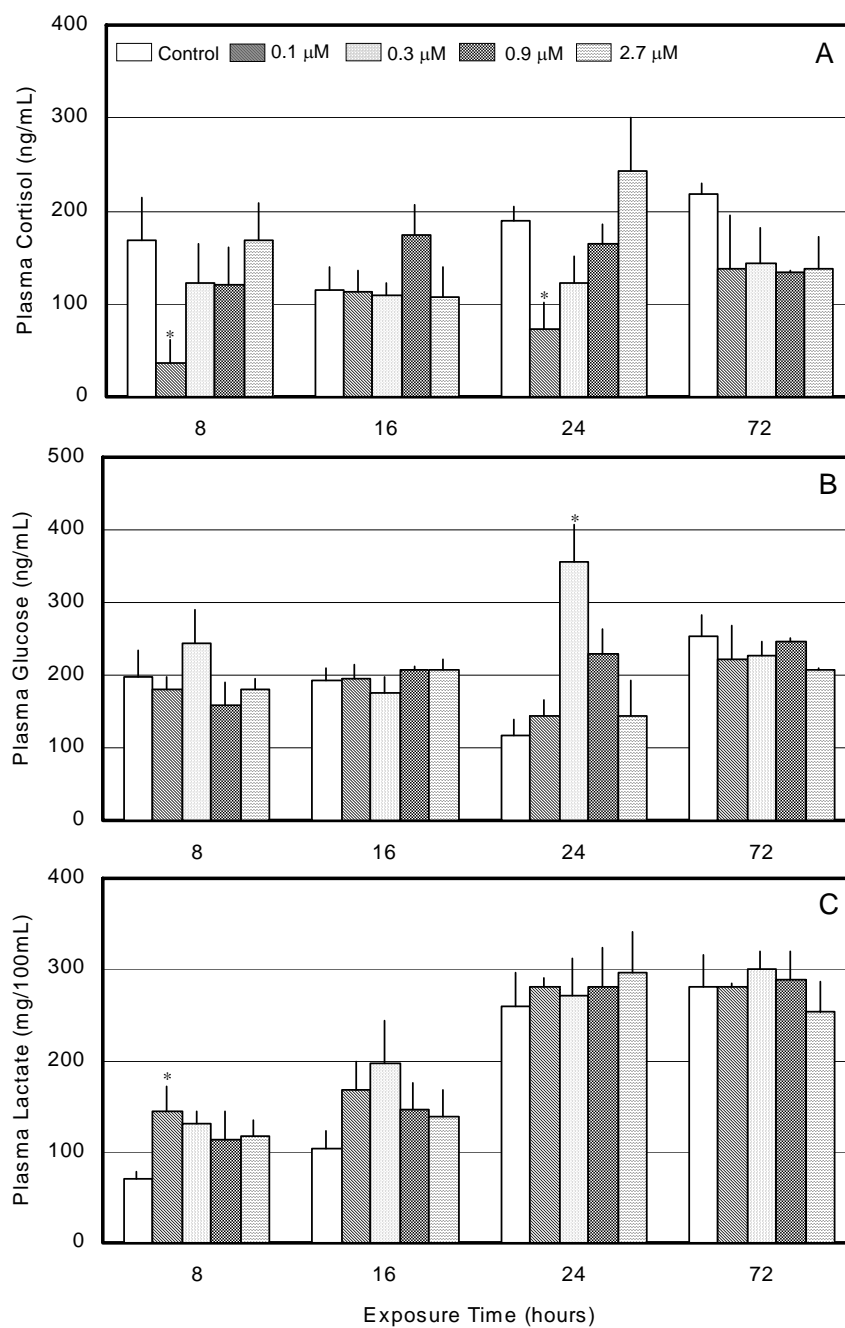 400
Control 0.1 μM 0.3 μM 0.9 μM 2.7 μM A
300
200
100
0
Plasma Cortisol (ng/mL)
*
*
8 16 24 72
500
B
400
300
200
100
0
Plasma Glucose (ng/mL)
*
8 16 24 72
400
C
300
200
100
0
Plasma Lactate (mg/100mL)
*
8 16 24 72
Exposure Time (hours)